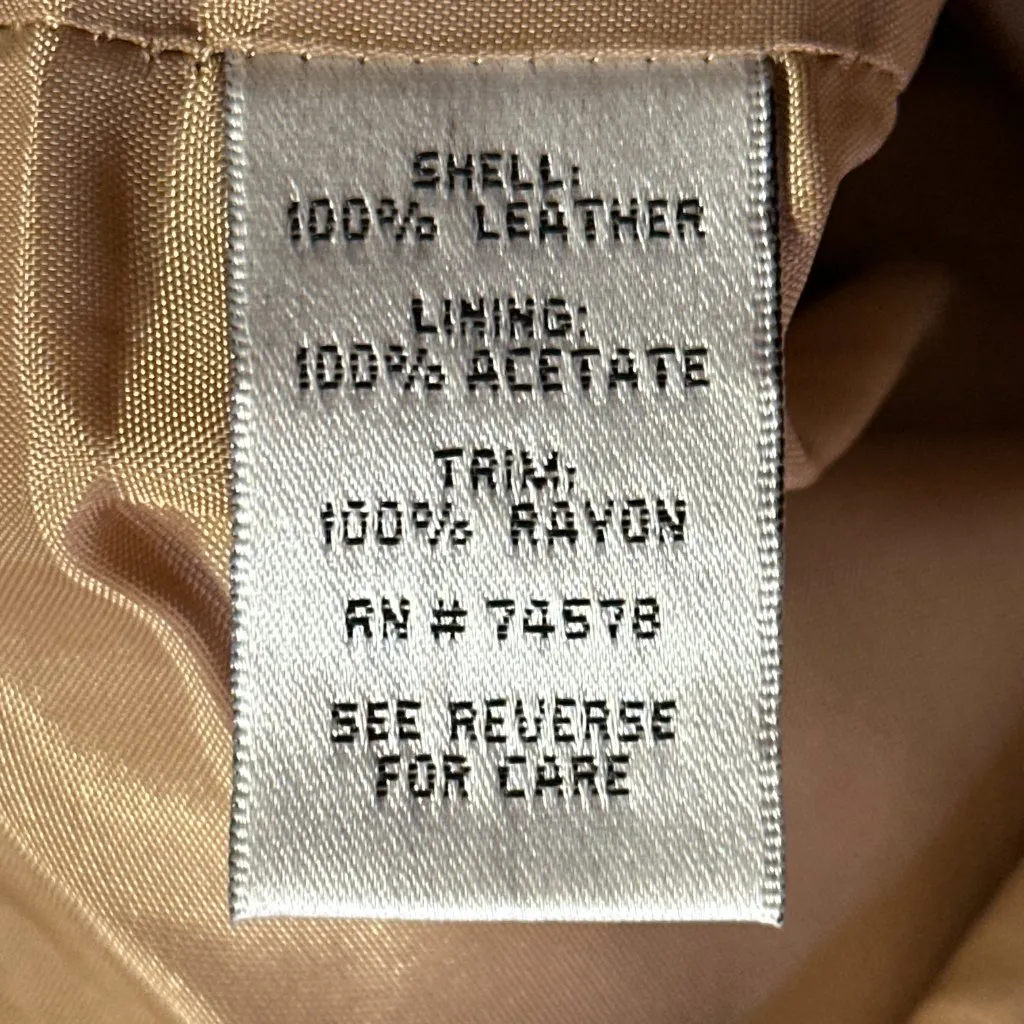 SHELL:
100% LEATHER
LINING:
100% ACETATE
TRIM:
100% RAYON
RN # 74578
SEE REVERSE
FOR CARE